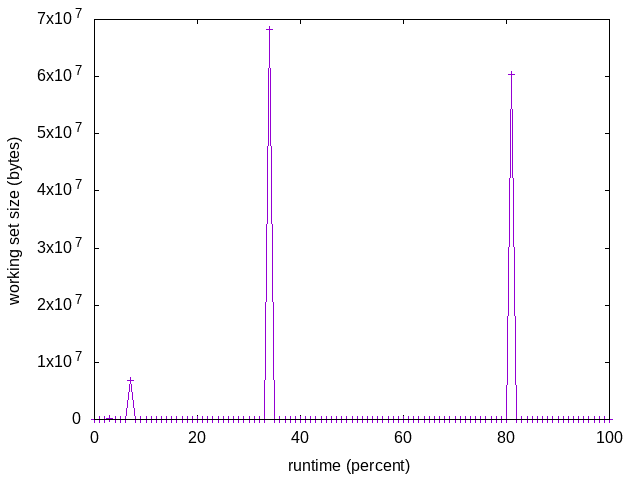 7x10^7
6x10^7
5x10^7
4x10^7
3x10^7
2x10^7
1x10^7
0
0 20 40 60 80 100
working set size (bytes)
runtime (percent)